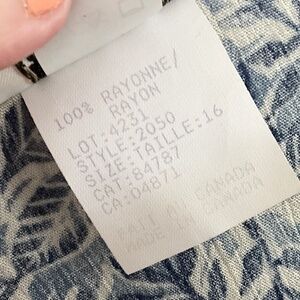 100% RAYONNE/
RAYON
LOT:4231
STYLE:2050
SIZE:TAILLE:16
CAT:84787
CA:04871
FAIT AU CANADA
MADE IN CANADA